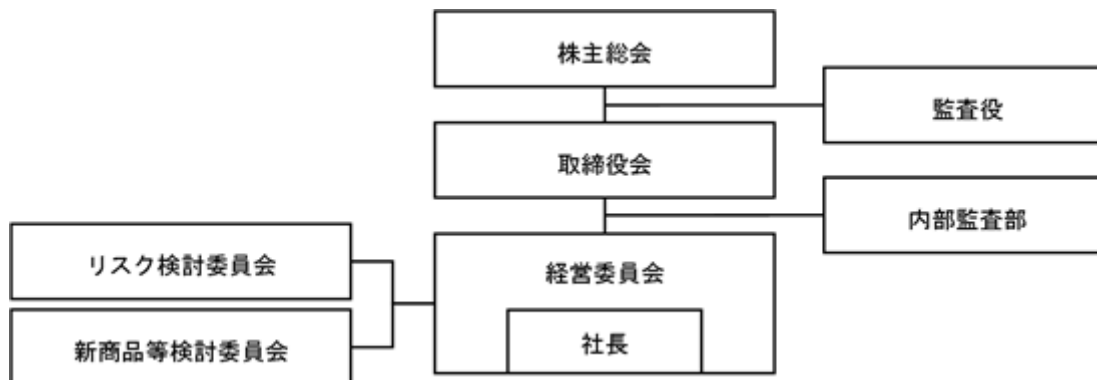 株主総会
監査役
取締役会
内部監査部
リスク検討委員会
経営委員会
新商品等検討委員会
社長